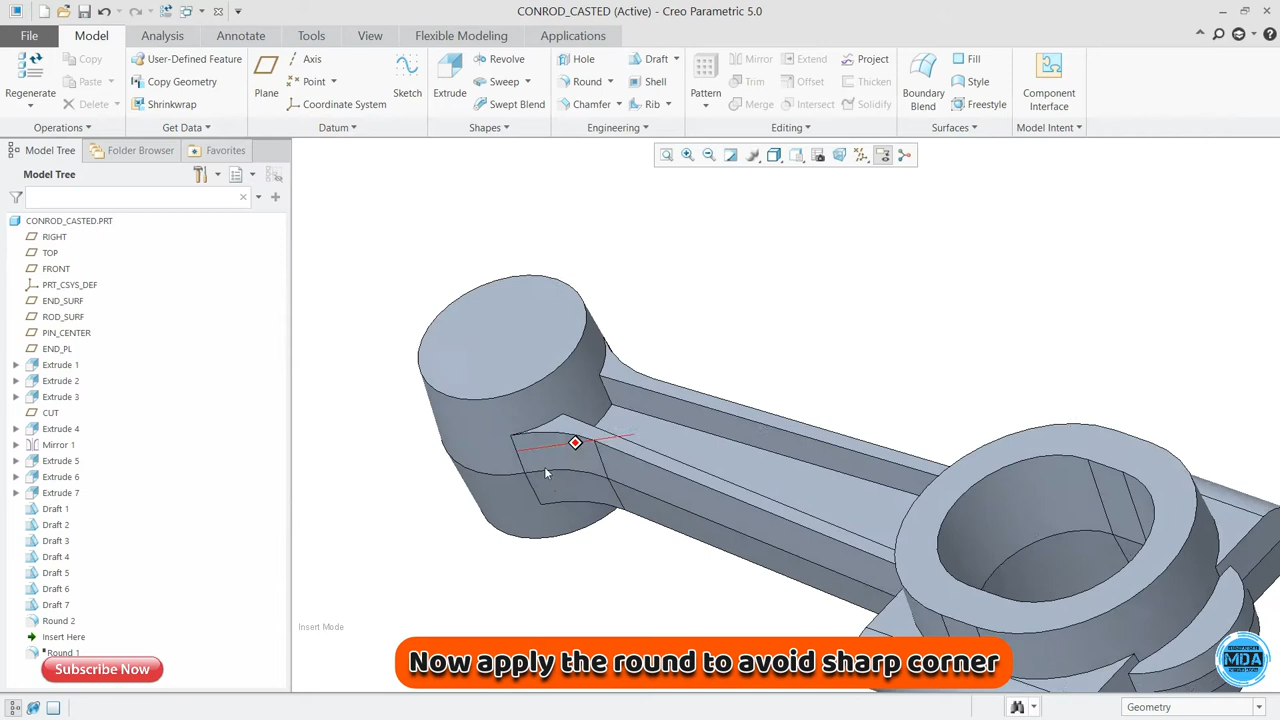 CONROD_CASTED (Active) - Creo Parametric 5.0
File Model Analysis Annotate Tools View Flexible Modeling Applications
Regenerate
Copy
Paste
Delete
Operations
User-Defined Feature
Copy Geometry
Shrinkwrap
Get Data
Plane
Axis
Point
Coordinate System
Sketch
Datum
Extrude
Revolve
Sweep
Swept Blend
Shapes
Hole
Round
Chamfer
Draft
Shell
Rib
Engineering
Pattern
Mirror
Trim
Merge
Extend
Offset
Intersect
Project
Thicken
Solidify
Editing
Boundary
Blend
Fill
Style
Freestyle
Surfaces
Component
Interface
Model Intent
Model Tree Folder Browser Favorites
Model Tree
CONROD_CASTED.PRT
RIGHT
TOP
FRONT
PRT_CSYS_DEF
END_SURF
ROD_SURF
PIN_CENTER
END_PL
Extrude 1
Extrude 2
Extrude 3
CUT
Extrude 4
Mirror 1
Extrude 5
Extrude 6
Extrude 7
Draft 1
Draft 2
Draft 3
Draft 4
Draft 5
Draft 6
Draft 7
Round 2
Insert Here
Round 1
Subscribe Now
Insert Mode
Now apply the round to avoid sharp corner
MDA
Geometry